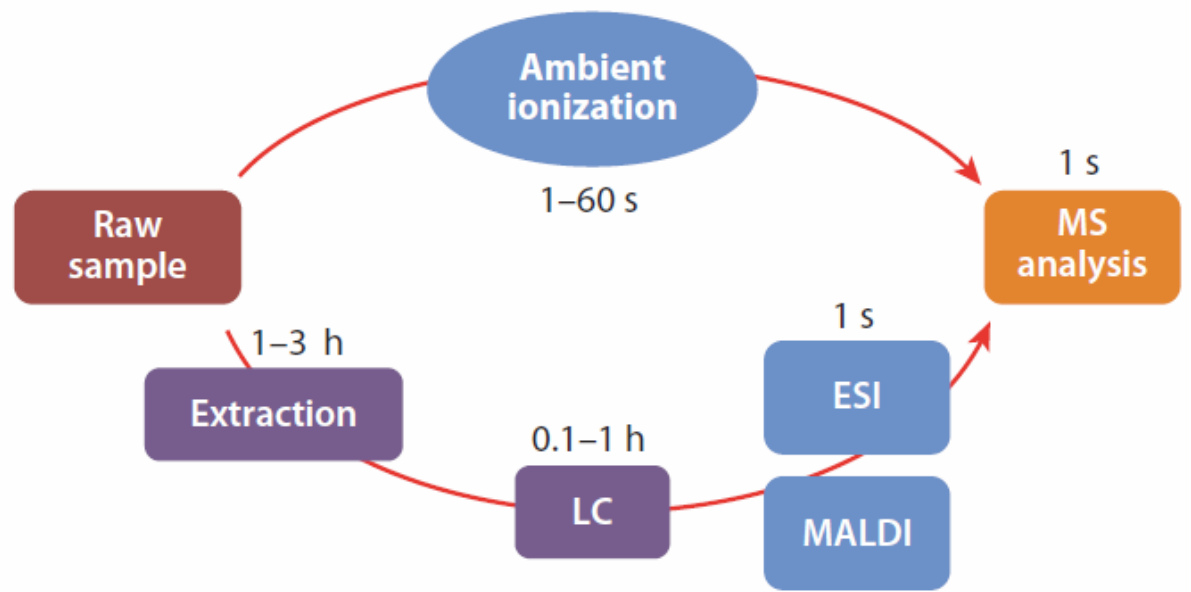 Ambient
ionization
1–60 s
1 s
MS
analysis
Raw
sample
1–3 h
Extraction
0.1–1 h
LC
1 s
ESI
MALDI